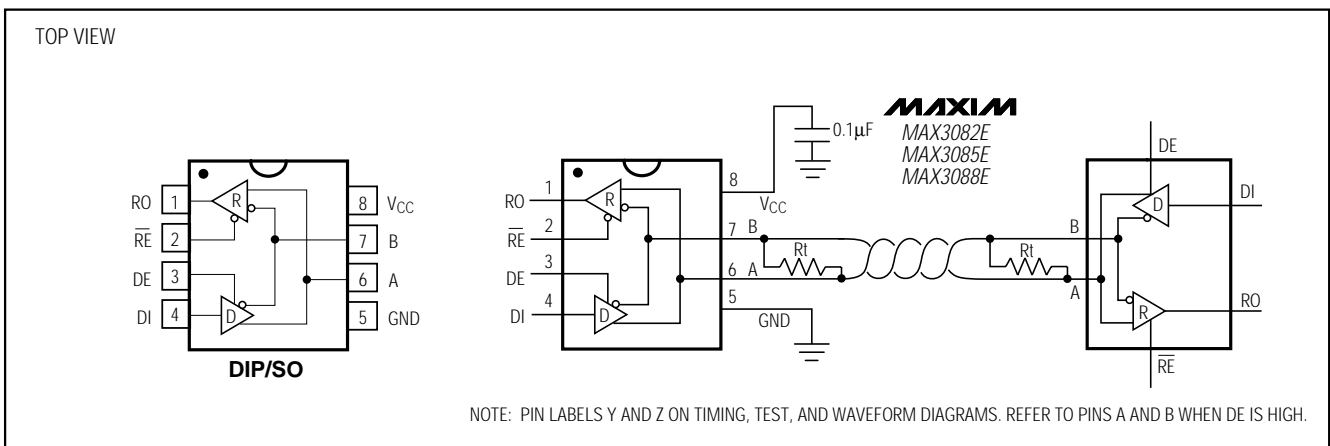 TOP VIEW
RO 1
RE 2
DE 3
DI 4
8 VCC
7 B
6 A
5 GND
R
D
DIP/SO
RO 1
RE 2
DE 3
DI 4
R
D
8
VCC
7 B
6 A
5
GND
0.1μF
MAXIM
MAX3082E
MAX3085E
MAX3088E
Rt
Rt
B
A
DE
D
DI
R
RO
RE
NOTE: PIN LABELS Y AND Z ON TIMING, TEST, AND WAVEFORM DIAGRAMS. REFER TO PINS A AND B WHEN DE IS HIGH.